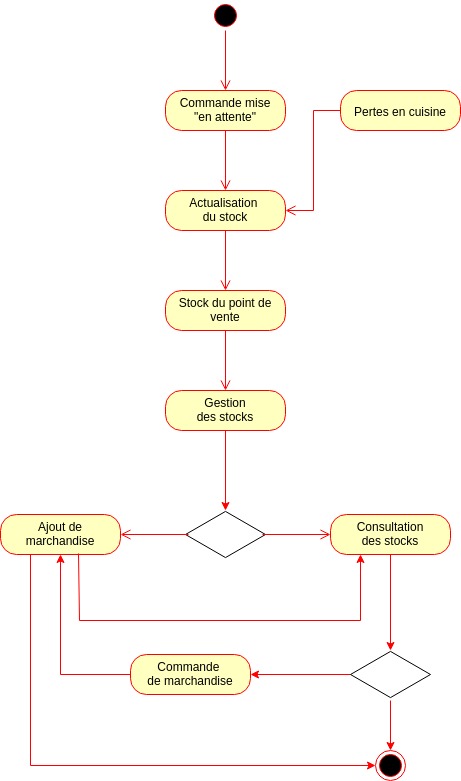 Commande mise
"en attente"
Pertes en cuisine
Actualisation
du stock
Stock du point de
vente
Gestion
des stocks
Ajout de
marchandise
Consultation
des stocks
Commande
de marchandise